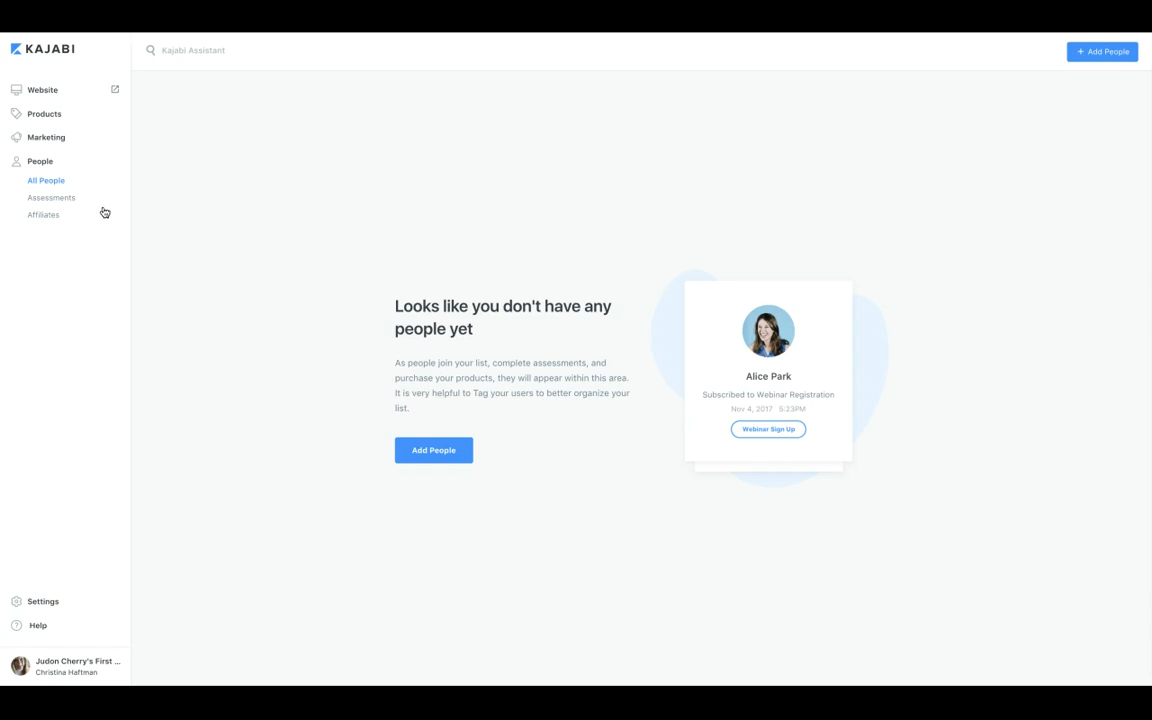 KAJABI
Kajabi Assistant
+ Add People
Website
Products
Marketing
People
All People
Assessments
Affiliates
Looks like you don't have any
people yet
As people join your list, complete assessments, and
purchase your products, they will appear within this area.
It is very helpful to Tag your users to better organize your
list.
Add People
Alice Park
Subscribed to Webinar Registration
Nov 4, 2017 5:23PM
Webinar Sign Up
Settings
Help
Judon Cherry's First ...
Christina Haftman